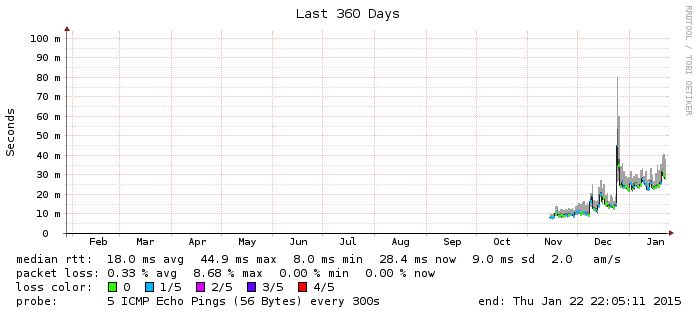 Last 360 Days
RRDTOOL / TOBI OETIKER
Seconds
100 m
90 m
80 m
70 m
60 m
50 m
40 m
30 m
20 m
10 m
0
Feb Mar Apr May Jun Jul Aug Sep Oct Nov Dec Jan
median rtt: 18.0 ms avg 44.9 ms max 8.0 ms min 28.4 ms now 9.0 ms sd 2.0 am/s
packet loss: 0.33 % avg 8.68 % max 0.00 % min 0.00 % now
loss color: 0 1/5 2/5 3/5 4/5
probe: 5 ICMP Echo Pings (56 Bytes) every 300s end: Thu Jan 22 22:05:11 2015